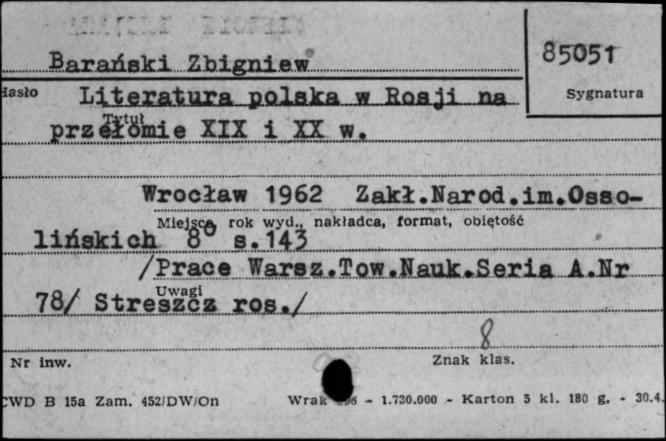 Barański Zbigniew
85051
Hasło
Sygnatura
Literatura polska w Rosji na
Tytuł
przełomie XIX i XX w.
Wrocław 1962 Zakł.Narod.im.Osso-
Miejsce, rok wyd., nakładca, format, objętość
lińskich 8° s.143
/Prace Warsz.Tow.Nauk.Seria A.Nr
Uwagi
78/ Streszcz ros./
8
Nr inw.
Znak klas.
CWD B 15a Zam. 452/DW/On
Wrak - 1.730.000 - Karton 5 kl. 180 g. - 30.4.